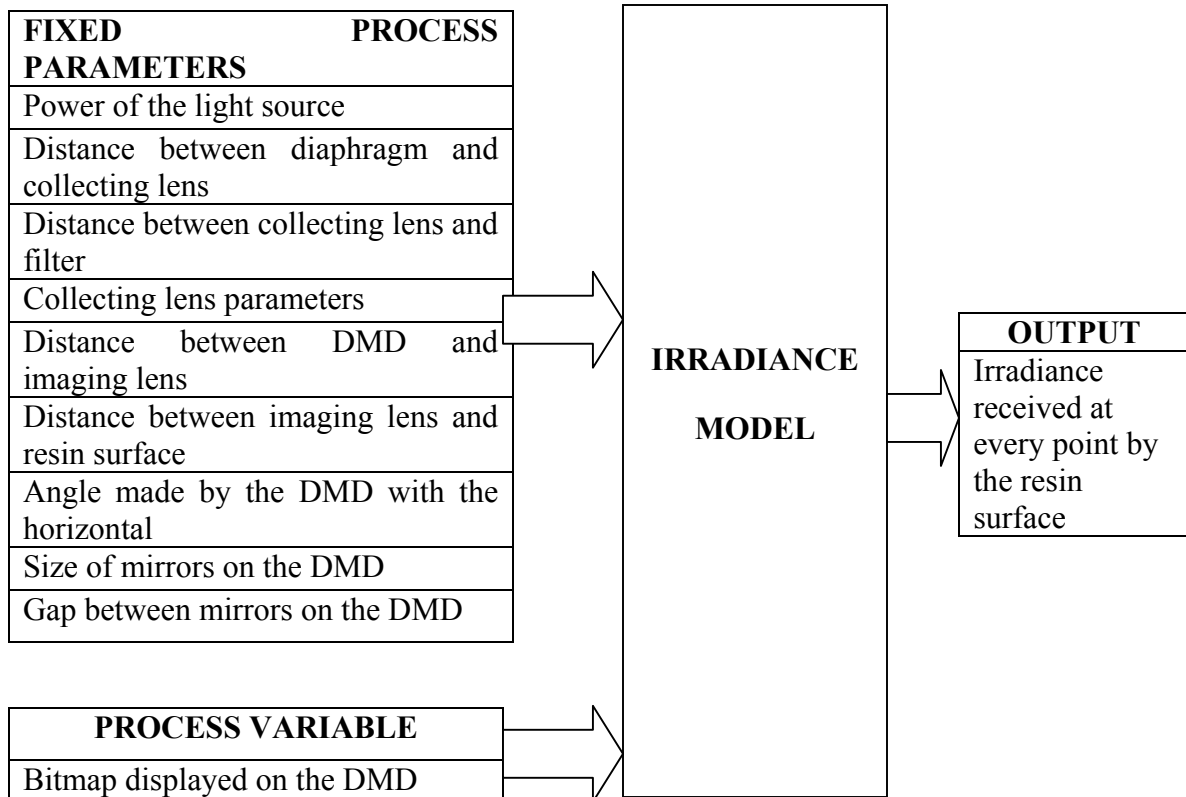 FIXED PROCESS
PARAMETERS
Power of the light source
Distance between diaphragm and
collecting lens
Distance between collecting lens and
filter
Collecting lens parameters
Distance between DMD and
imaging lens
Distance between imaging lens and
resin surface
Angle made by the DMD with the
horizontal
Size of mirrors on the DMD
Gap between mirrors on the DMD
PROCESS VARIABLE
Bitmap displayed on the DMD
IRRADIANCE
MODEL
OUTPUT
Irradiance
received at
every point by
the resin
surface